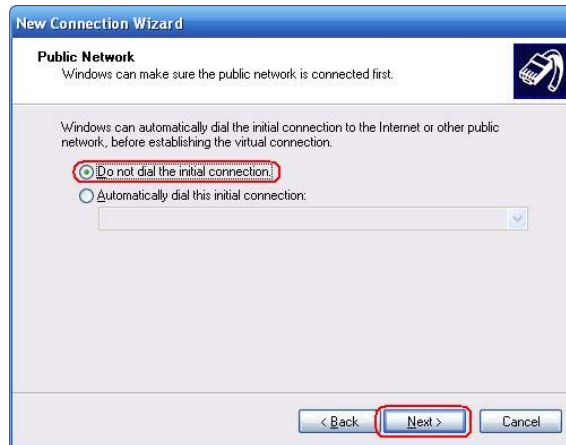 New Connection Wizard
Public Network
Windows can make sure the public network is connected first.
Windows can automatically dial the initial connection to the Internet or other public
network, before establishing the virtual connection.
Do not dial the initial connection.
Automatically dial this initial connection:
< Back
Next >
Cancel